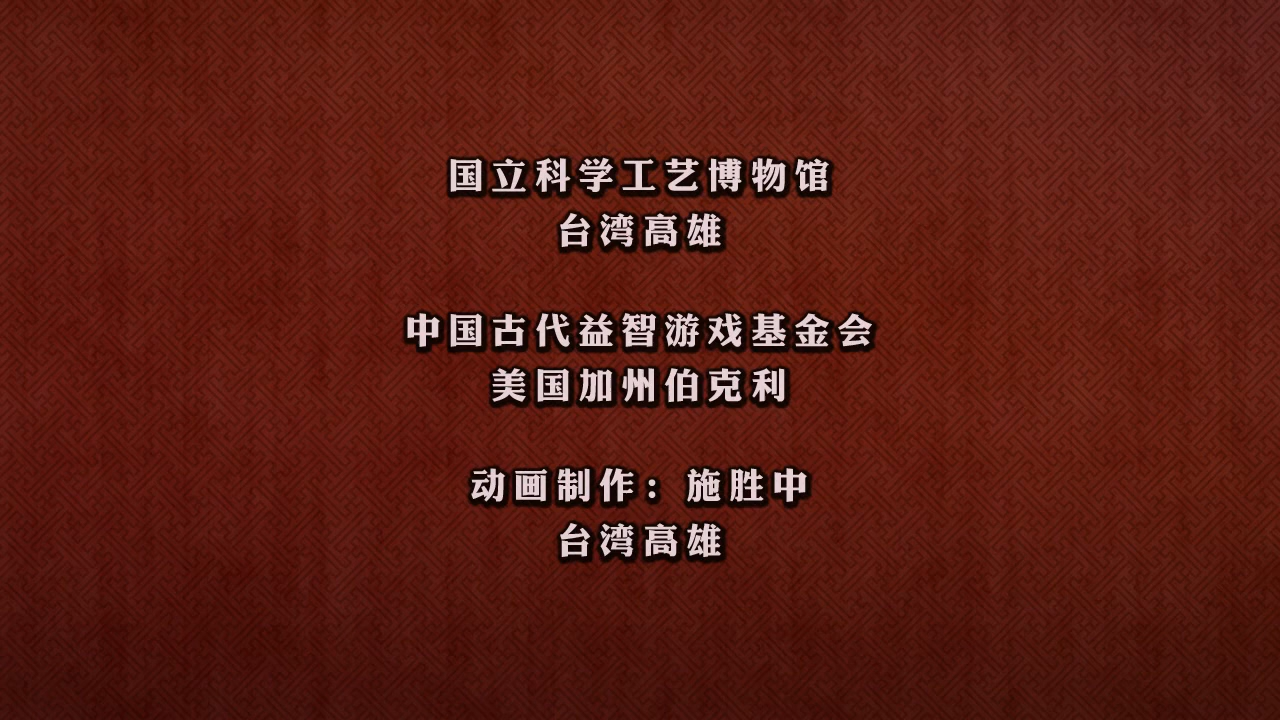 国立科学工艺博物馆
台湾高雄
中国古代益智游戏基金会
美国加州伯克利
动画制作：施胜中
台湾高雄